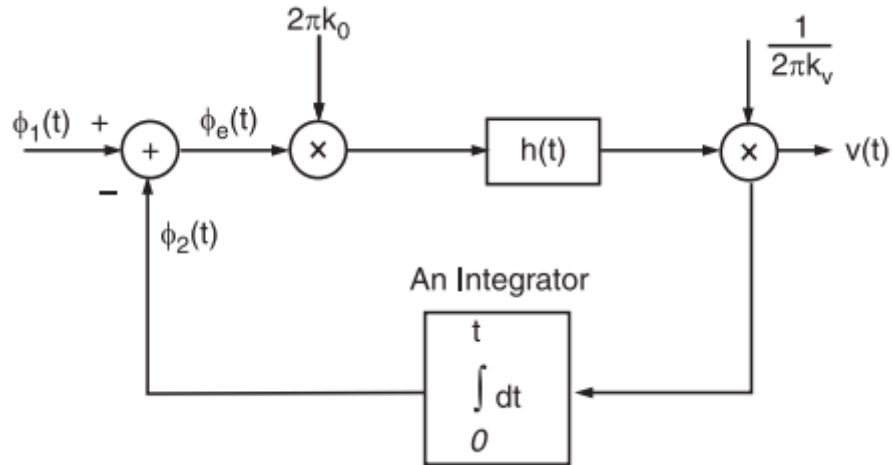 2πk₀
1
2πkᵥ
ϕ₁(t) +
+
ϕₑ(t)
×
h(t)
×
v(t)
−
ϕ₂(t)
An Integrator
t
∫ dt
0